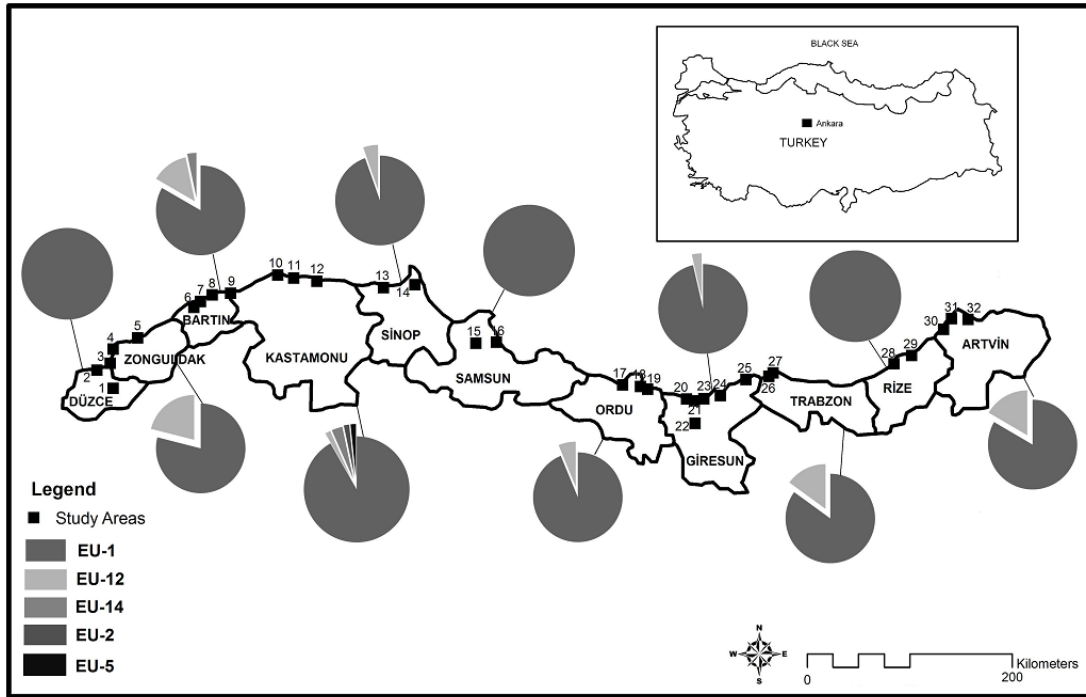 BLACK SEA
Ankara
TURKEY
10
11
12
13
14
9
8
7
6
BARTIN
5
4
3
2
1
ZONGULDAK
DÜZCE
KASTAMONU
SİNOP
15
16
SAMSUN
17
18
19
ORDU
20
21
22
23
24
25
26
27
GİRESUN
TRABZON
28
29
RİZE
30
31
32
ARTVİN
Legend
Study Areas
EU-1
EU-12
EU-14
EU-2
EU-5
N
W E
S
0 200
Kilometers